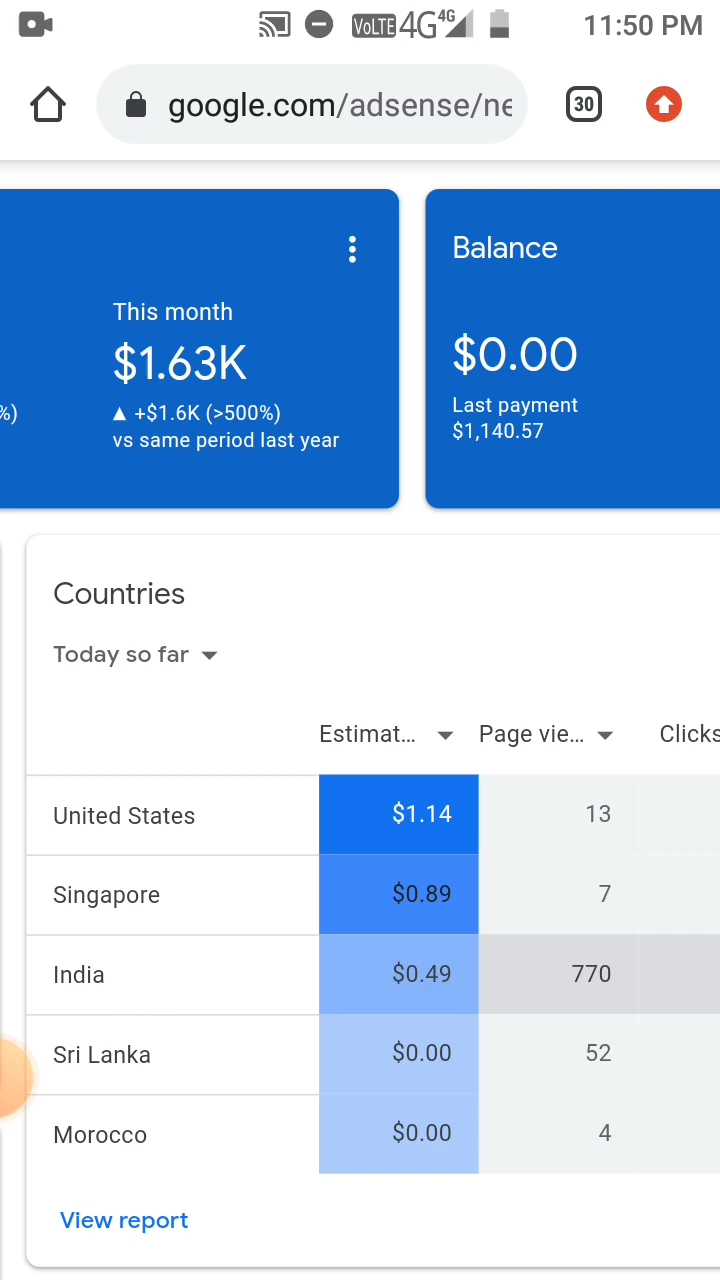 VoLTE 4G 4G 11:50 PM
google.com/adsense/ne
30
Balance
This month
$1.63K
$0.00
%)
▲ +$1.6K (>500%)
vs same period last year
Last payment
$1,140.57
Countries
Today so far
Estimat... Page vie... Clicks
United States $1.14 13
Singapore $0.89 7
India $0.49 770
Sri Lanka $0.00 52
Morocco $0.00 4
View report